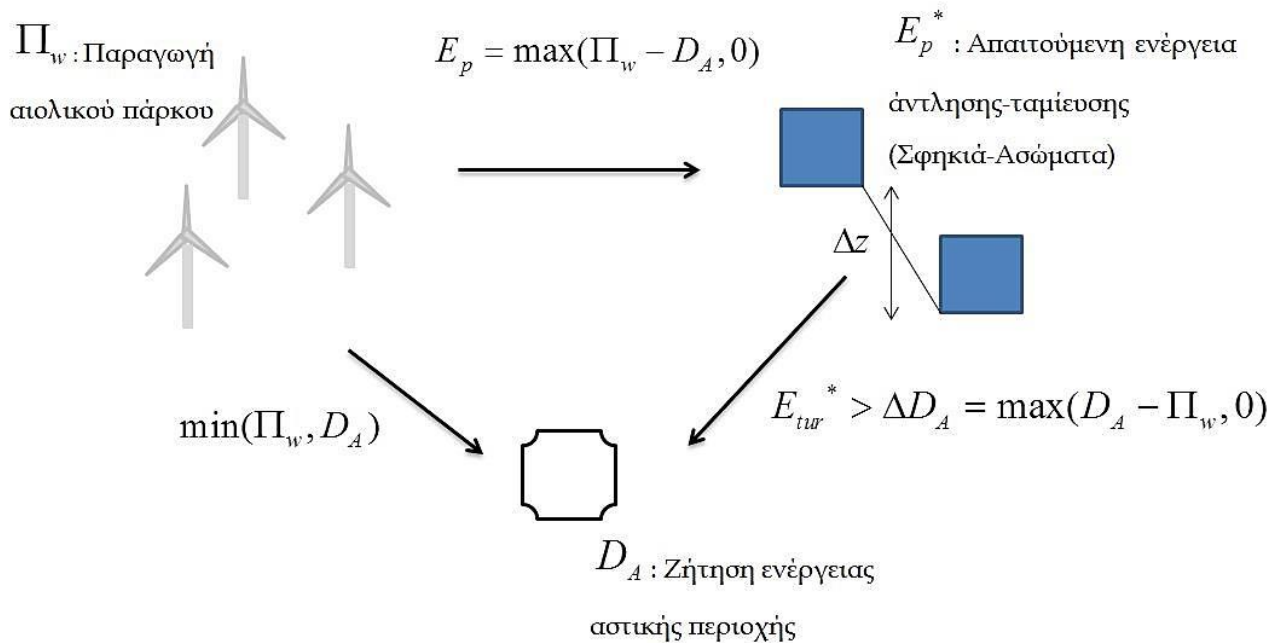 Π_w : Παραγωγή
αιολικού πάρκου
E_p = max(Π_w − D_A, 0)
E_p^* : Απαιτούμενη ενέργεια
άντλησης-ταμίευσης
(Σφηκιά-Ασώματα)
Δz
min(Π_w, D_A)
E_tur^* > ΔD_A = max(D_A − Π_w, 0)
D_A : Ζήτηση ενέργειας
αστικής περιοχής